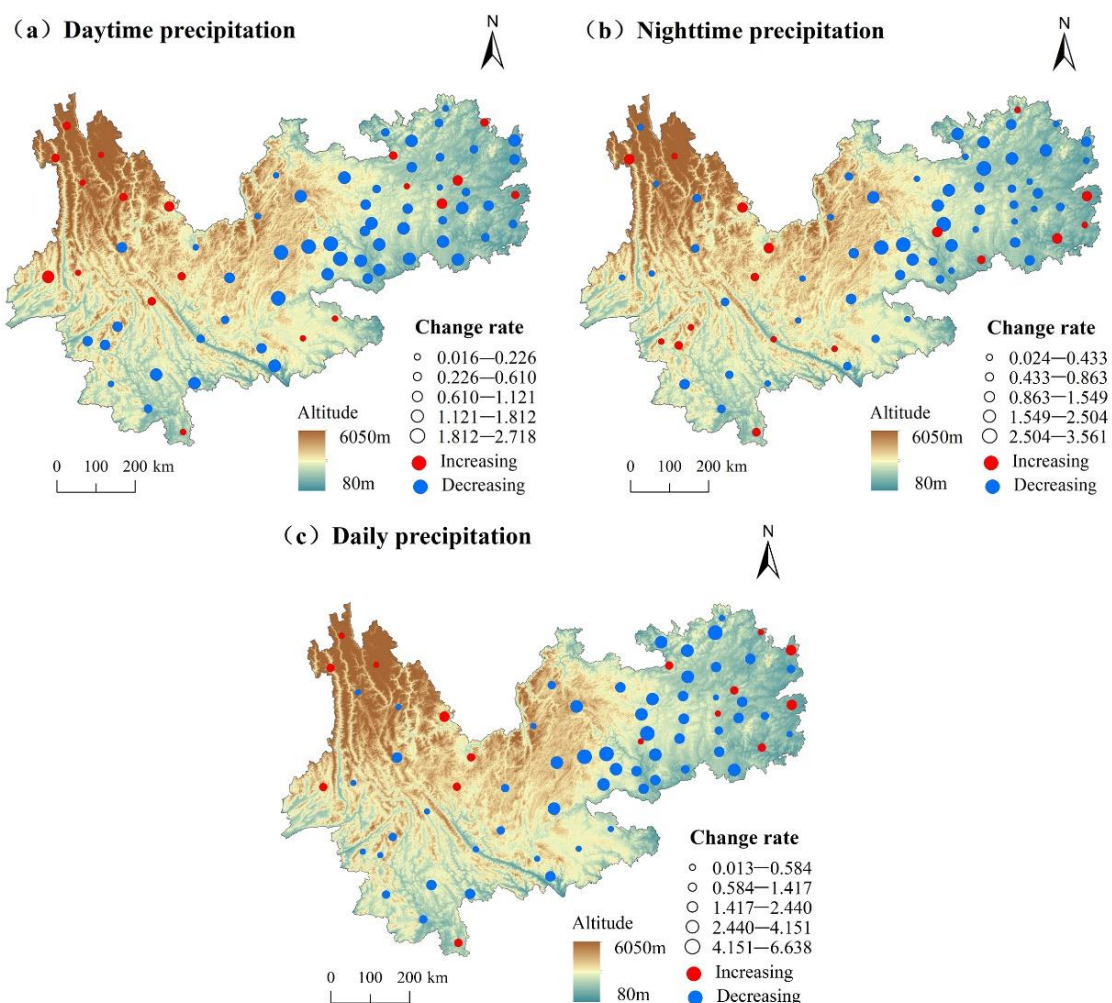 （a）Daytime precipitation
N
Change rate
0.016—0.226
0.226—0.610
0.610—1.121
1.121—1.812
1.812—2.718
Increasing
Decreasing
Altitude
6050m
80m
0 100 200 km
（b）Nighttime precipitation
N
Change rate
0.024—0.433
0.433—0.863
0.863—1.549
1.549—2.504
2.504—3.561
Increasing
Decreasing
Altitude
6050m
80m
0 100 200 km
（c）Daily precipitation
N
Change rate
0.013—0.584
0.584—1.417
1.417—2.440
2.440—4.151
4.151—6.638
Increasing
Decreasing
Altitude
6050m
80m
0 100 200 km